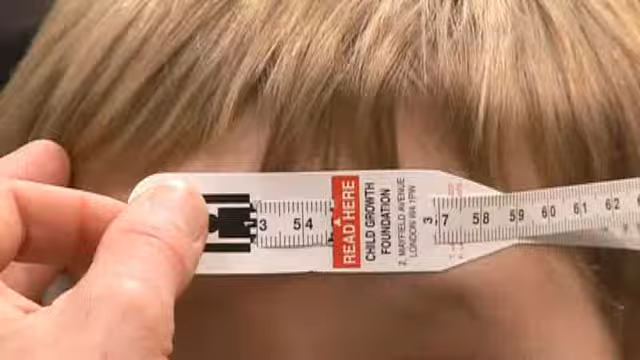 3 54
READ HERE
CHILD GROWTH
FOUNDATION
2, MAYFIELD AVENUE
LONDON W4 1PW
3 7 58 59 60 61 62